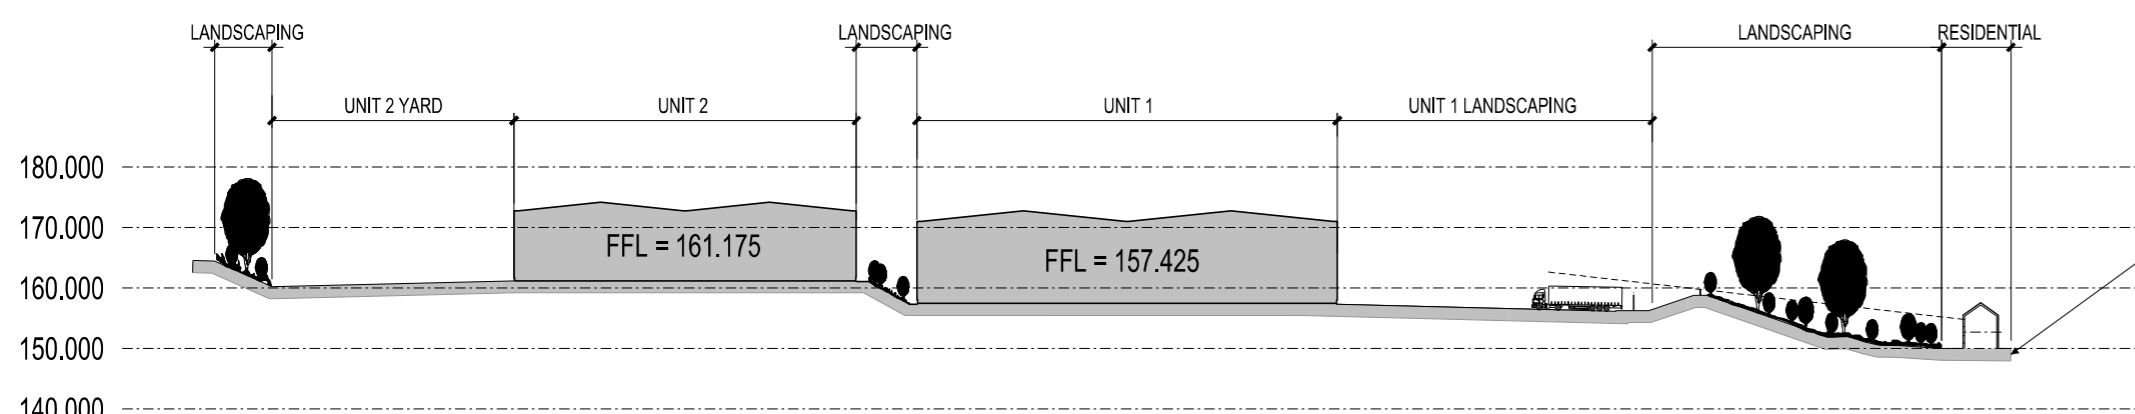 LANDSCAPING LANDSCAPING LANDSCAPING RESIDENTIAL
UNIT 2 YARD UNIT 2 UNIT 1 UNIT 1 LANDSCAPING
180.000
170.000
FFL = 161.175
FFL = 157.425
160.000
150.000
140.000